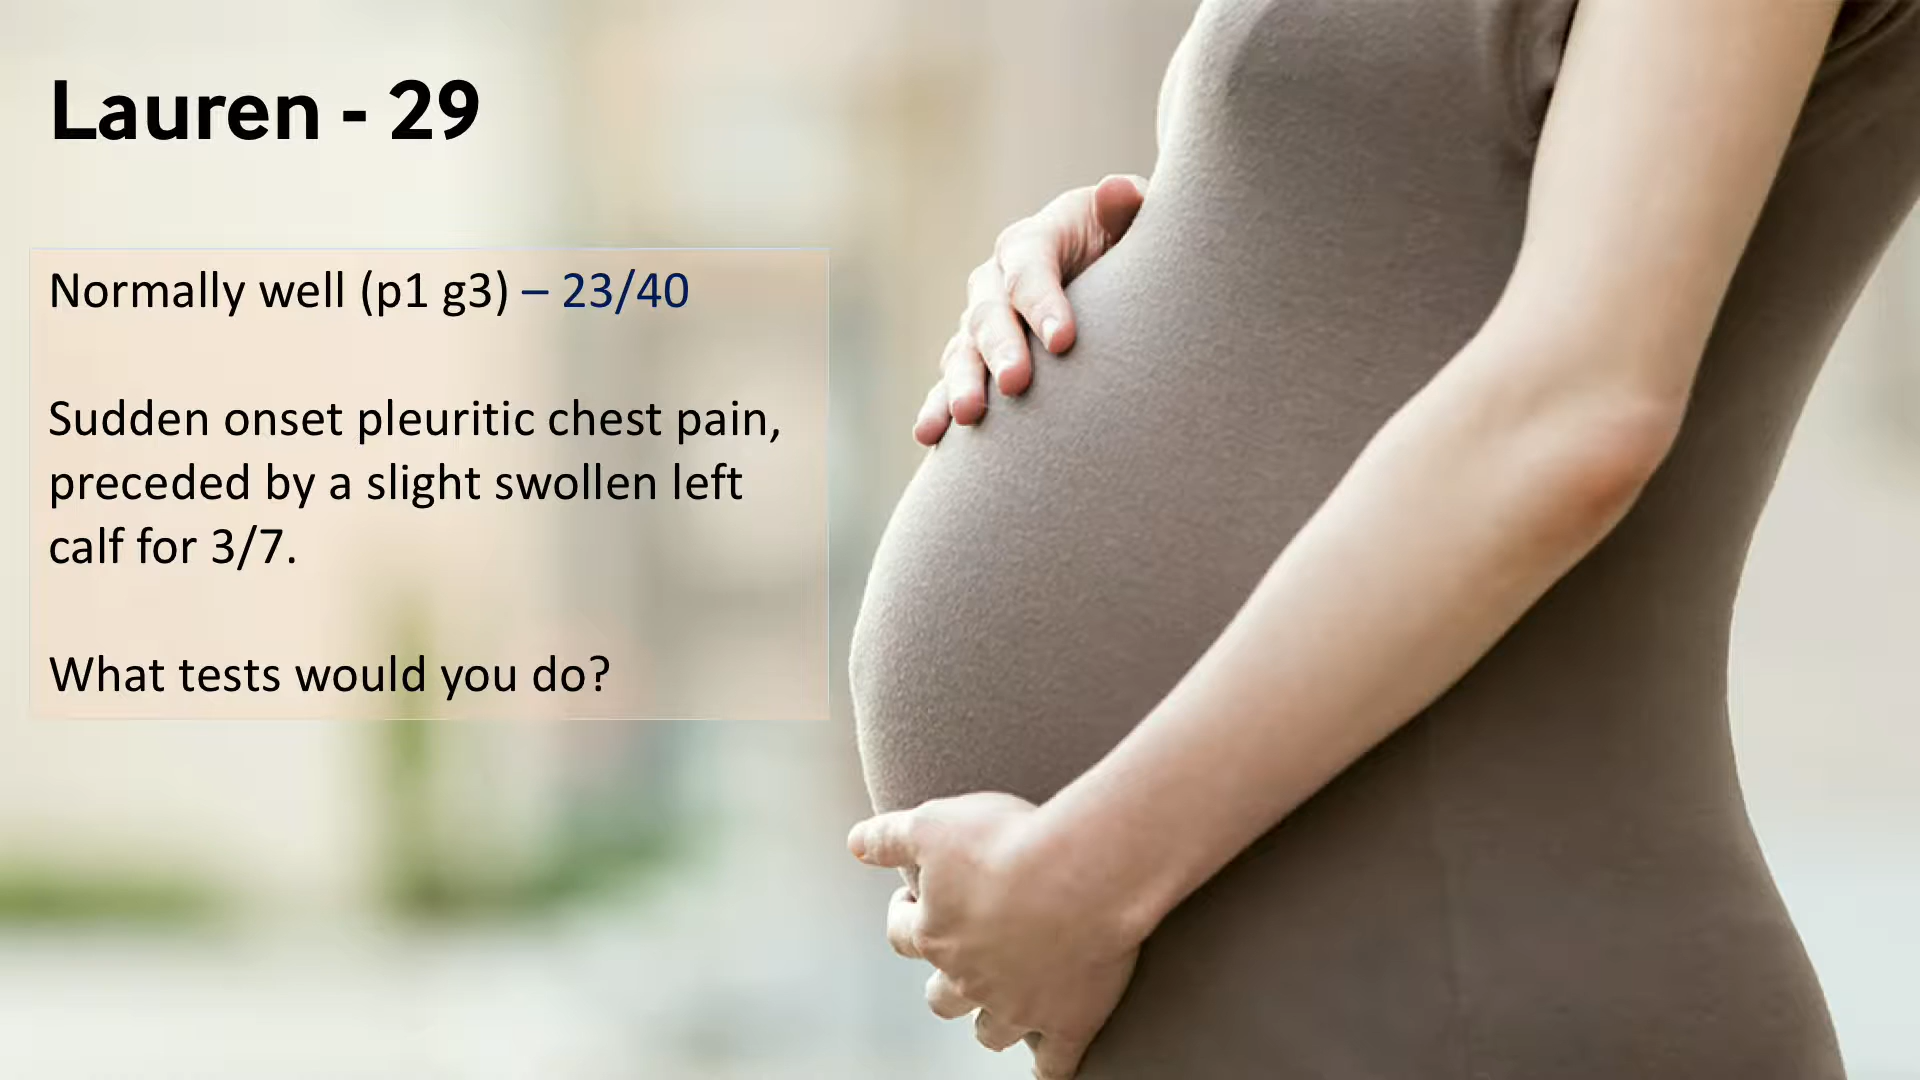 Lauren - 29
Normally well (p1 g3) – 23/40
Sudden onset pleuritic chest pain,
preceded by a slight swollen left
calf for 3/7.
What tests would you do?